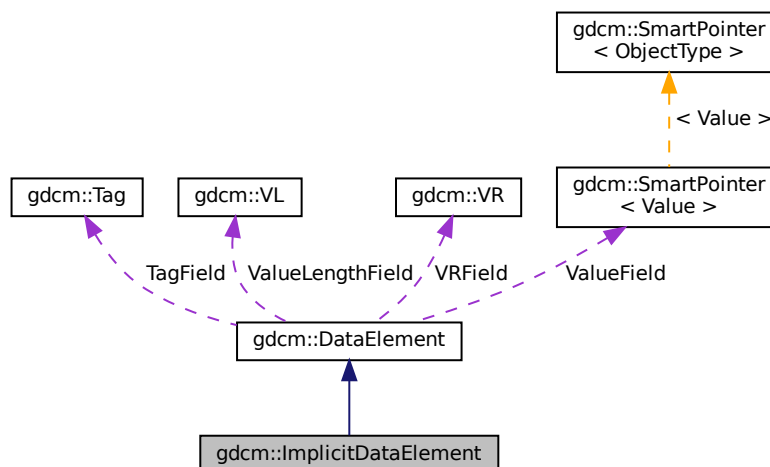 gdcm::SmartPointer
< ObjectType >
< Value >
gdcm::Tag
gdcm::VL
gdcm::VR
gdcm::SmartPointer
< Value >
TagField
ValueLengthField
VRField
ValueField
gdcm::DataElement
gdcm::ImplicitDataElement